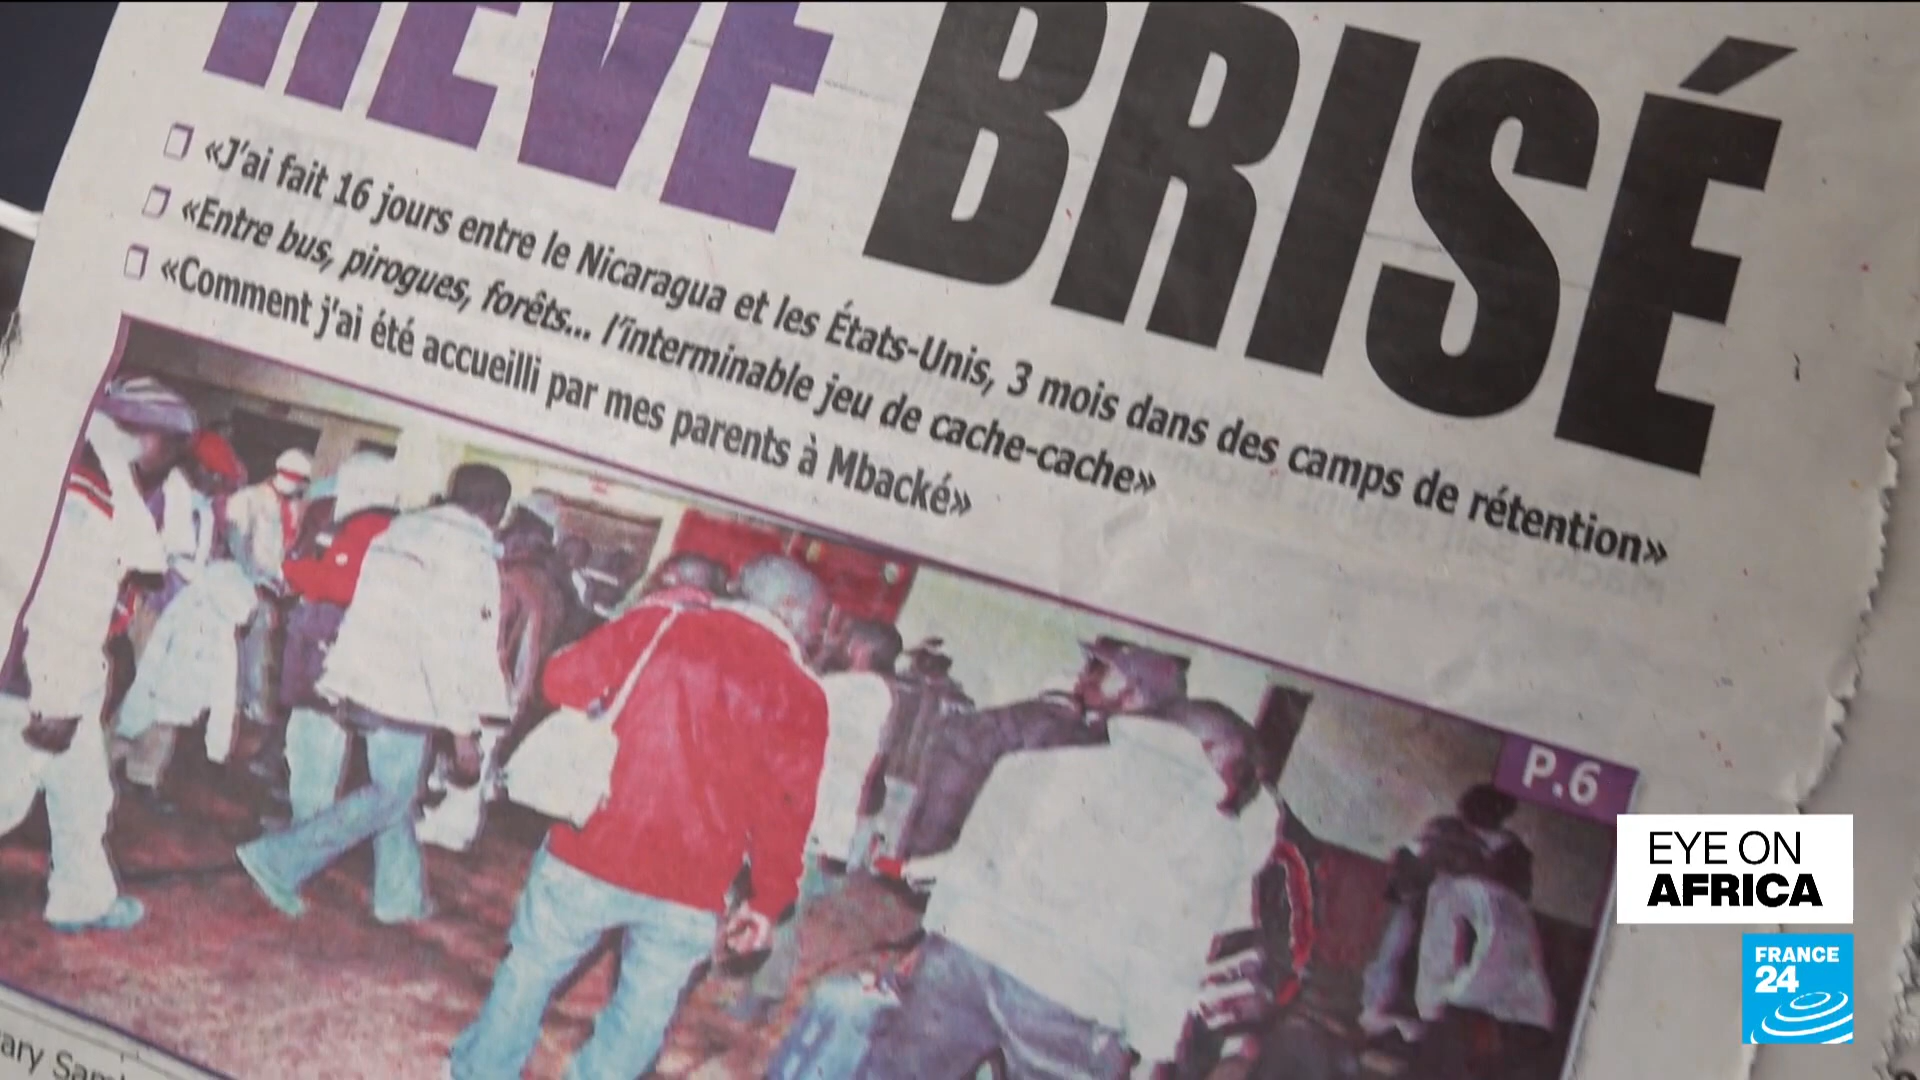 RÊVE BRISÉ
«J'ai fait 16 jours entre le Nicaragua et les États-Unis, 3 mois dans des camps de rétention»
«Entre bus, pirogues, forêts... l'interminable jeu de cache-cache»
«Comment j'ai été accueilli par mes parents à Mbacké»
P.6
EYE ON
AFRICA
FRANCE
24